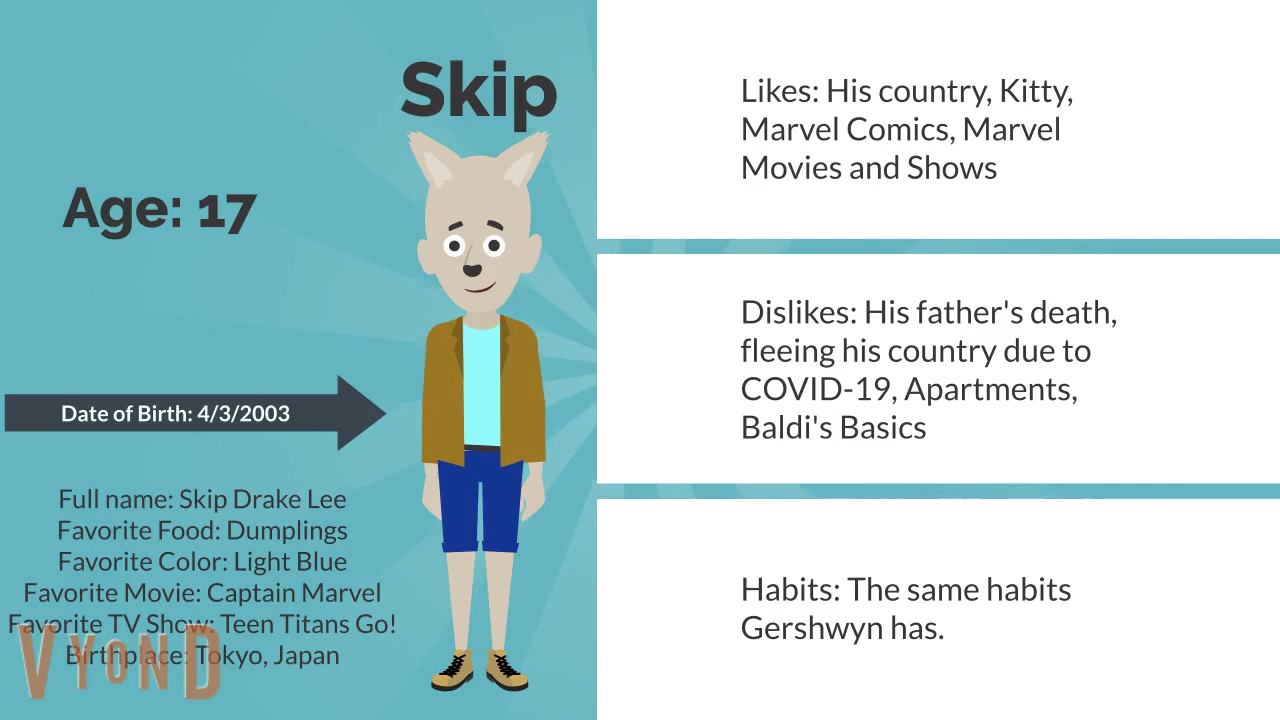 Skip
Age: 17
Date of Birth: 4/3/2003
Full name: Skip Drake Lee
Favorite Food: Dumplings
Favorite Color: Light Blue
Favorite Movie: Captain Marvel
Favorite TV Show: Teen Titans Go!
Birthplace: Tokyo, Japan
VYOND
Likes: His country, Kitty,
Marvel Comics, Marvel
Movies and Shows
Dislikes: His father's death,
fleeing his country due to
COVID-19, Apartments,
Baldi's Basics
Habits: The same habits
Gershwyn has.